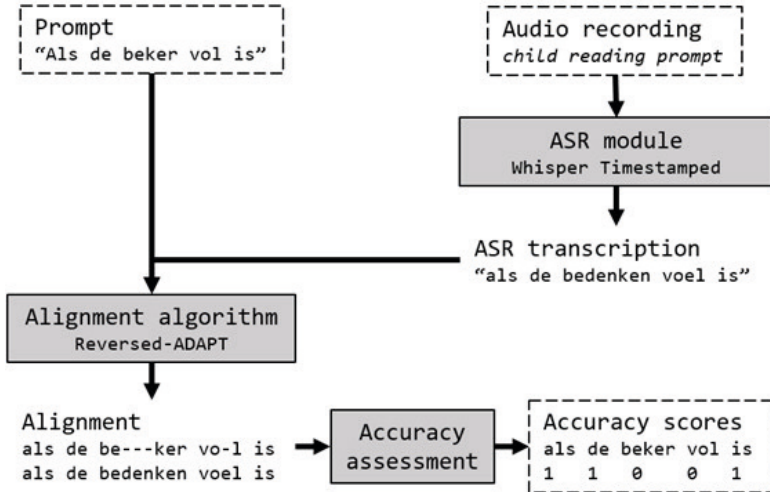 Prompt
“Als de beker vol is”
Audio recording
child reading prompt
ASR module
Whisper Timestamped
ASR transcription
“als de bedenken voel is”
Alignment algorithm
Reversed-ADAPT
Alignment
als de be---ker vo-l is
als de bedenken voel is
Accuracy
assessment
Accuracy scores
als de beker vol is
1 1 0 0 1